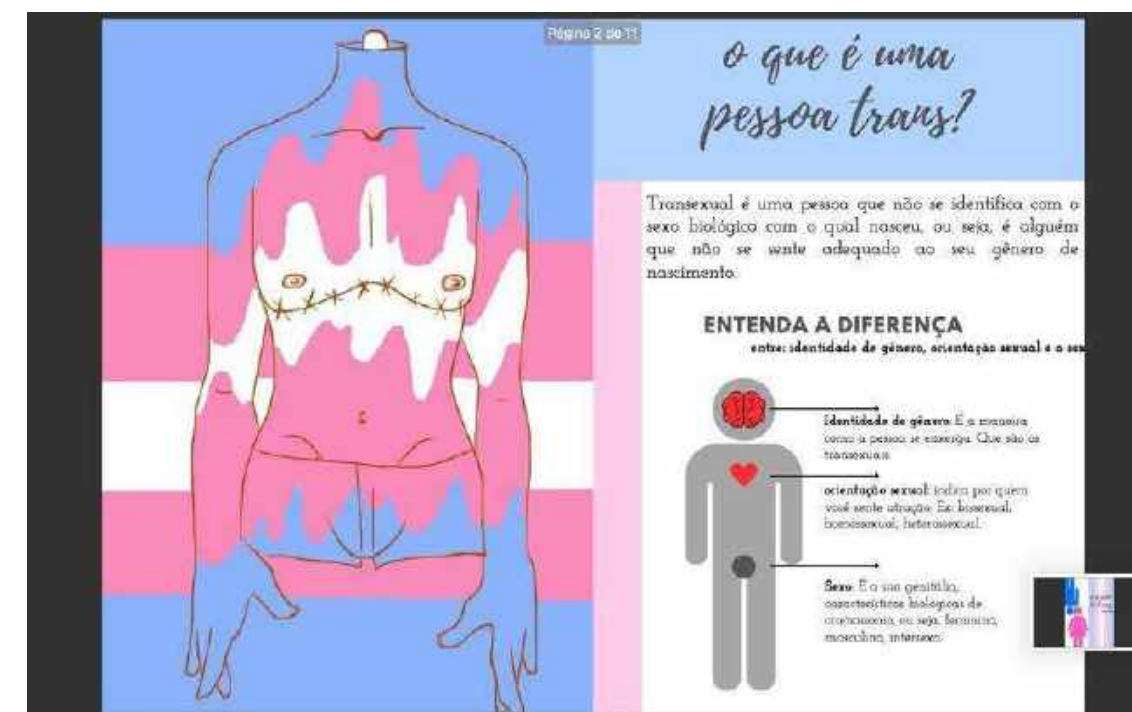 Página 2 de 11
o que é uma
pessoa trans?
Transexual é uma pessoa que não se identifica com o
sexo biológico com o qual nasceu, ou seja, é alguém
que não se sente adequado ao seu gênero de
nascimento.
ENTENDA A DIFERENÇA
entre: identidade de gênero, orientação sexual e o sex
Identidade de gênero: É a maneira
como a pessoa se enxerga. Que são os
transexuais.
orientação sexual: indica por quem
você sente atração. Ex: bissexual,
homossexual, heterossexual.
Sexo: É a sua genitália,
características biológicas de
cromossomia, ou seja, feminino,
masculino, intersexo.